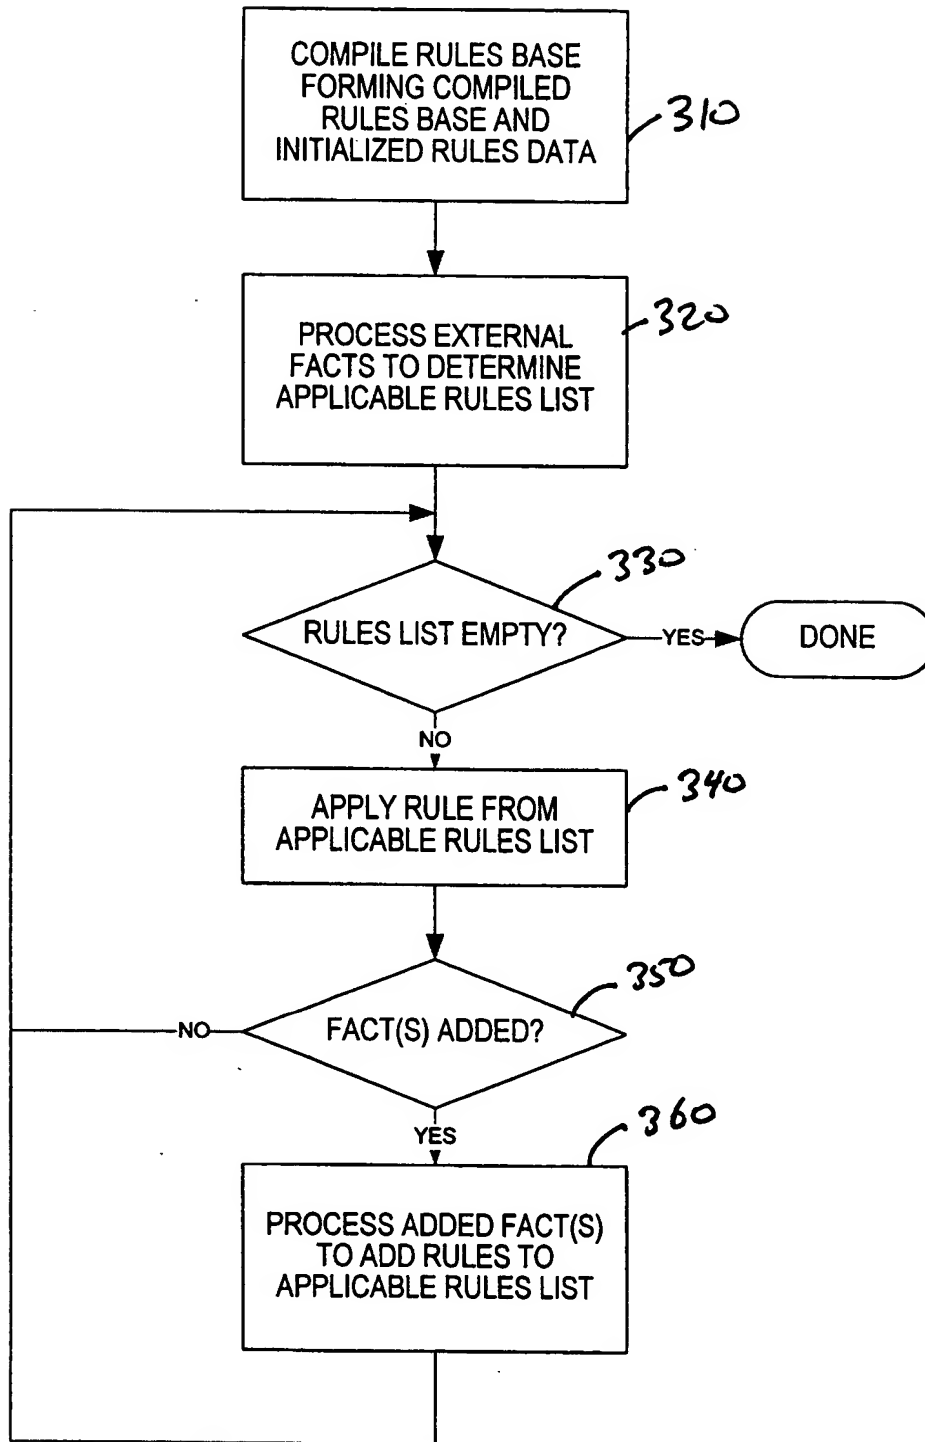 COMPILE RULES BASE
FORMING COMPILED
RULES BASE AND
INITIALIZED RULES DATA
310
PROCESS EXTERNAL
FACTS TO DETERMINE
APPLICABLE RULES LIST
320
330
RULES LIST EMPTY?
YES
DONE
NO
APPLY RULE FROM
APPLICABLE RULES LIST
340
350
FACT(S) ADDED?
NO
YES
360
PROCESS ADDED FACT(S)
TO ADD RULES TO
APPLICABLE RULES LIST